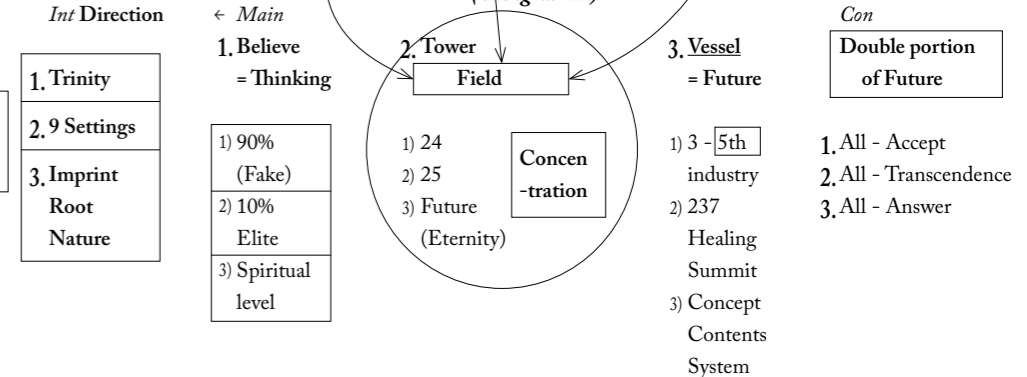 Int Direction
1. Trinity
2. 9 Settings
3. Imprint
Root
Nature
← Main
1. Believe
= Thinking
1) 90%
(Fake)
2) 10%
Elite
3) Spiritual
level
2. Tower
Field
1) 24
2) 25
3) Future
(Eternity)
Concen
-tration
3. Vessel
= Future
1) 3 - 5th
industry
2) 237
Healing
Summit
3) Concept
Contents
System
Con
Double portion
of Future
1. All - Accept
2. All - Transcendence
3. All - Answer